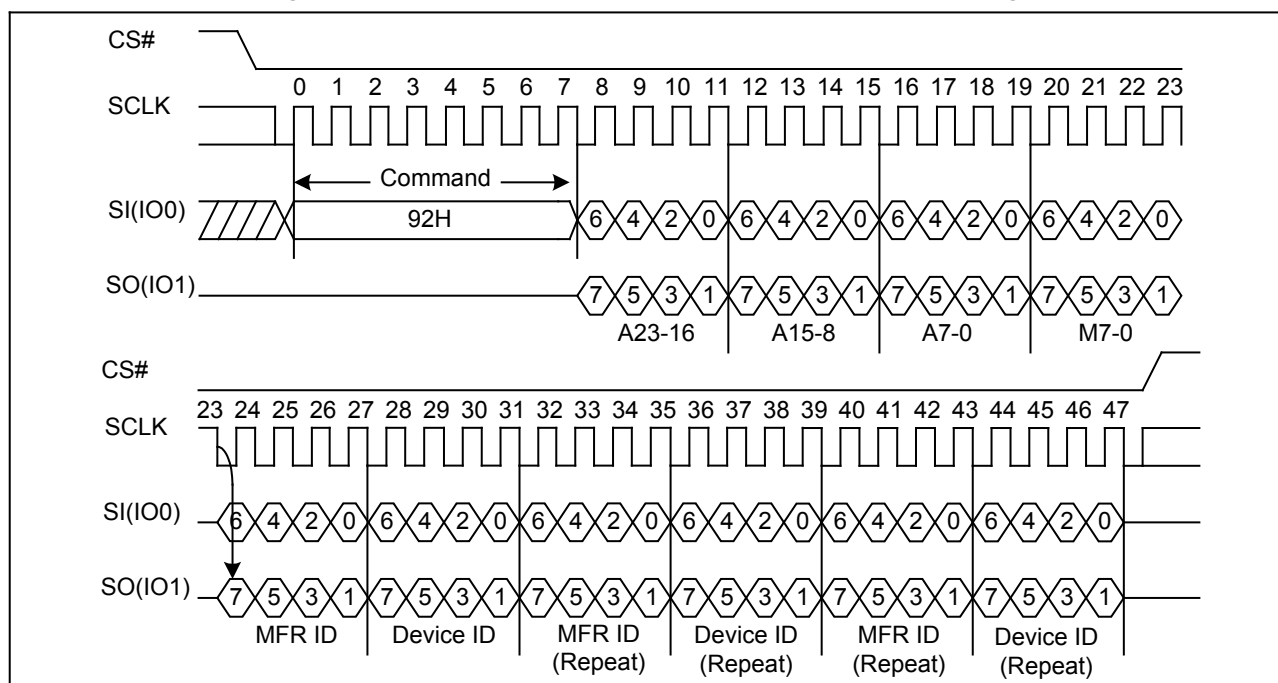 CS#
0 1 2 3 4 5 6 7 8 9 10 11 12 13 14 15 16 17 18 19 20 21 22 23
SCLK
Command
SI(IO0) 92H 6 4 2 0 6 4 2 0 6 4 2 0 6 4 2 0
SO(IO1) 7 5 3 1 7 5 3 1 7 5 3 1 7 5 3 1
A23-16 A15-8 A7-0 M7-0
CS#
23 24 25 26 27 28 29 30 31 32 33 34 35 36 37 38 39 40 41 42 43 44 45 46 47
SCLK
SI(IO0) 6 4 2 0 6 4 2 0 6 4 2 0 6 4 2 0 6 4 2 0 6 4 2 0
SO(IO1) 7 5 3 1 7 5 3 1 7 5 3 1 7 5 3 1 7 5 3 1 7 5 3 1
MFR ID Device ID MFR ID Device ID MFR ID Device ID
(Repeat) (Repeat) (Repeat) (Repeat)